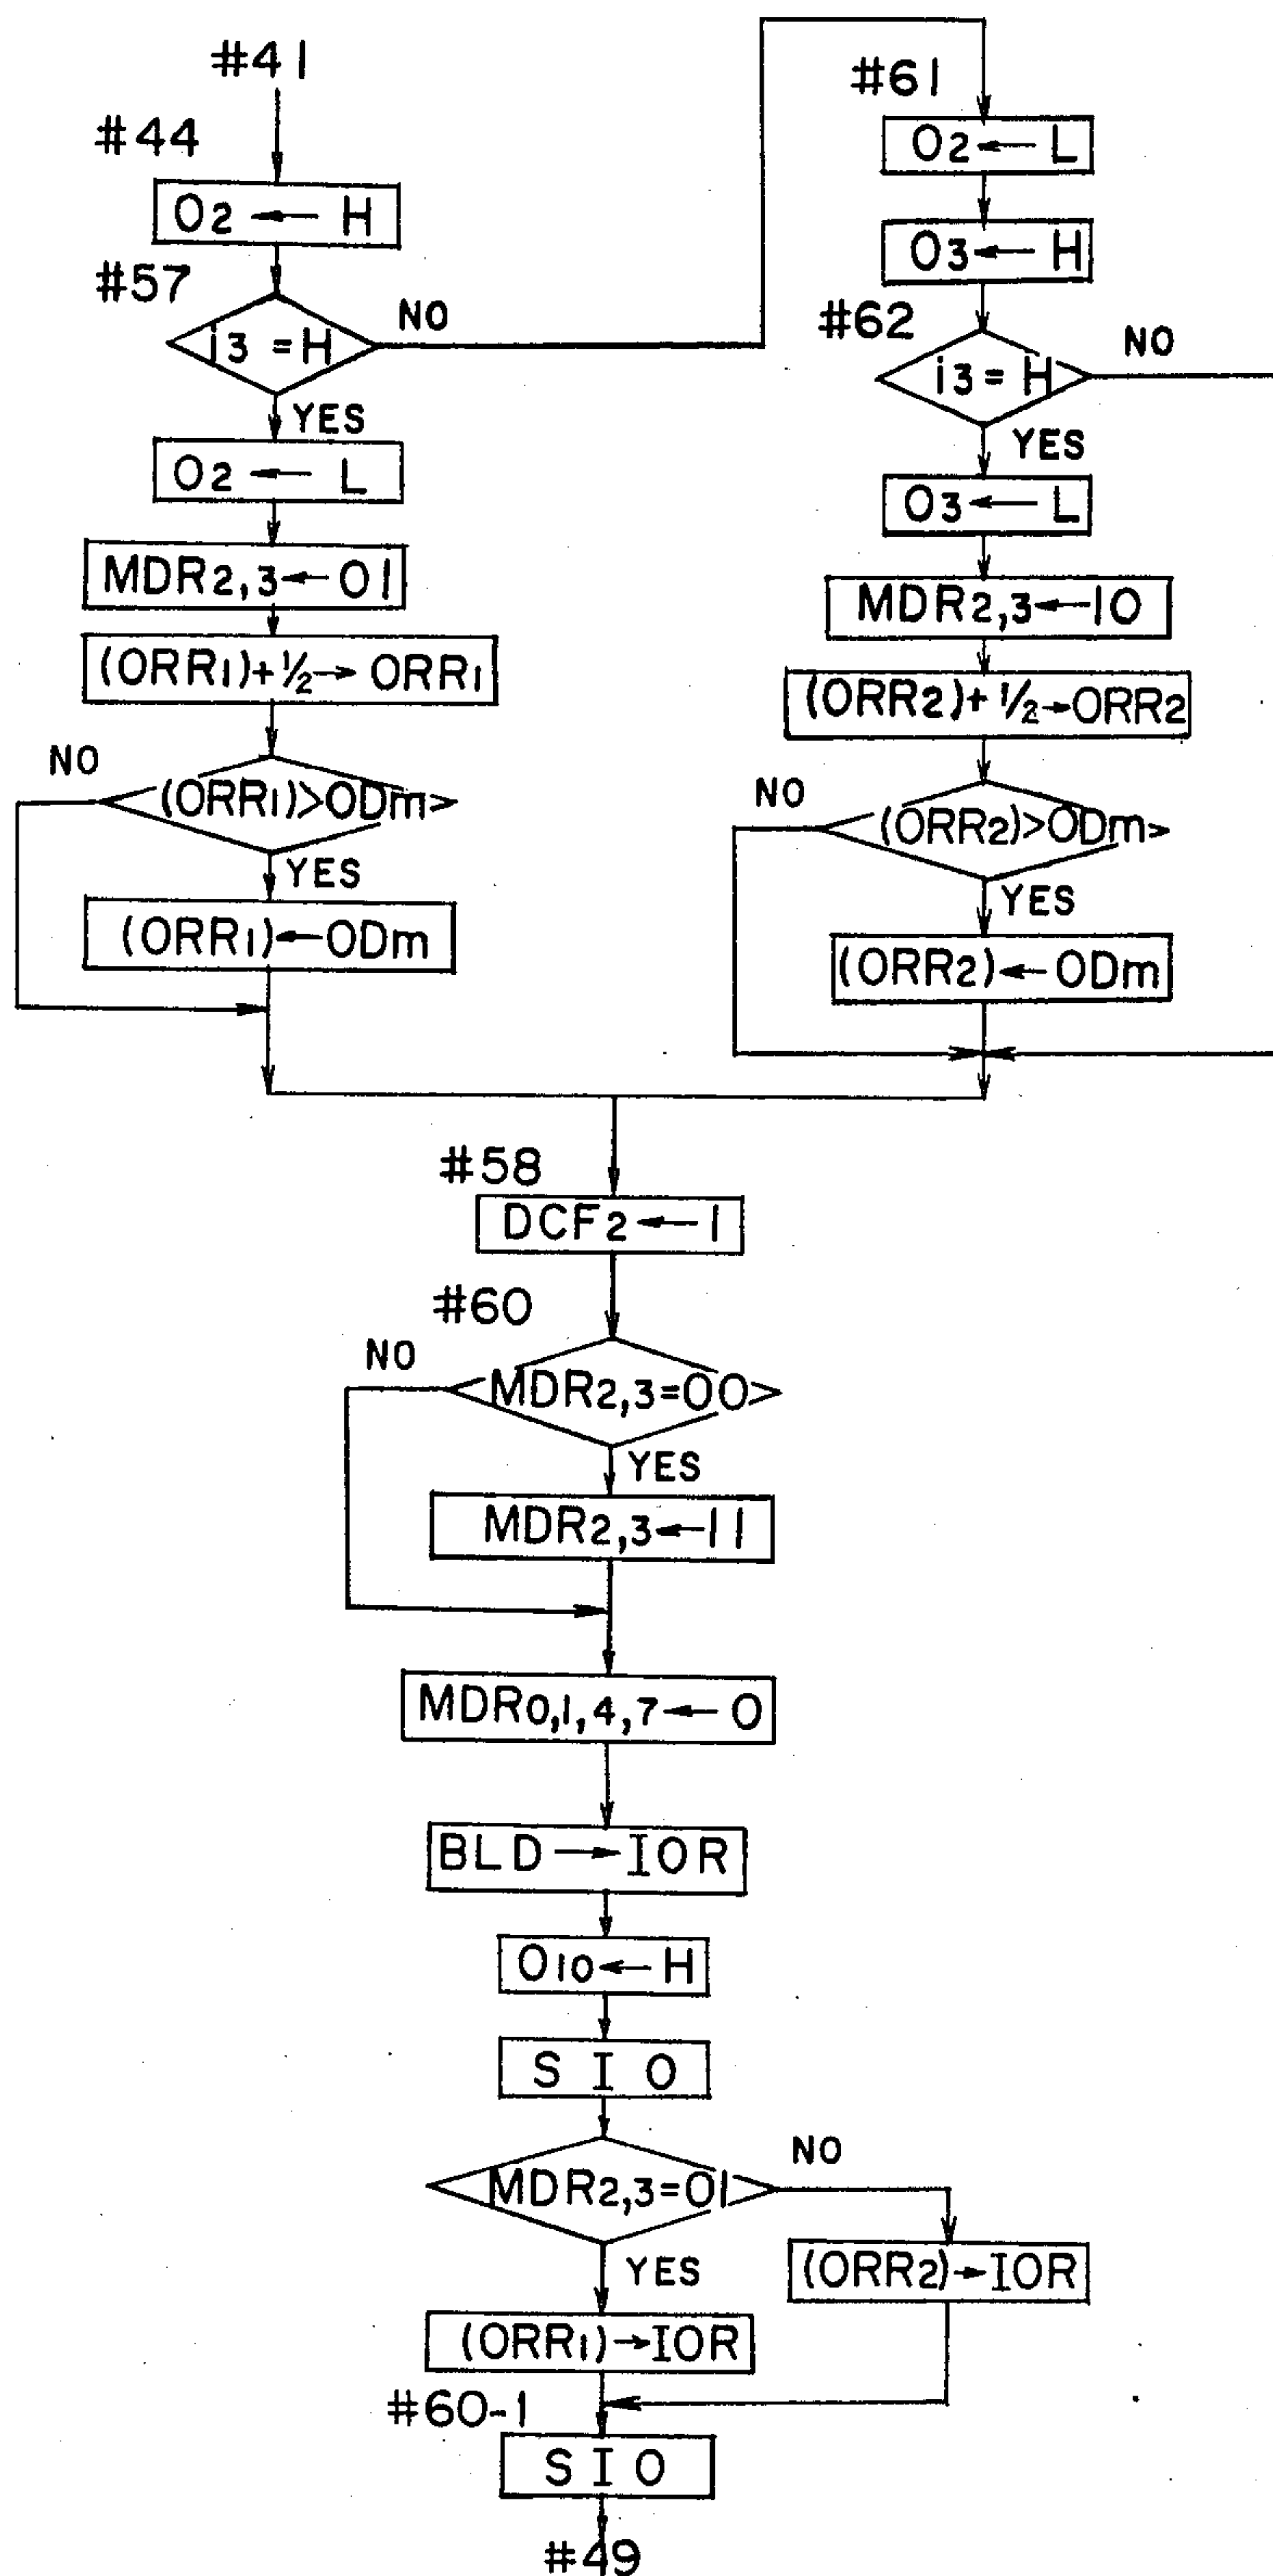 #41
#44
O2 ← H
#57
i3 = H
NO
YES
O2 ← L
MDR2,3 ← 01
(ORR1)+ ½ → ORR1
NO
(ORR1)>ODm
YES
(ORR1) ← ODm
#61
O2 ← L
O3 ← H
#62
i3 = H
NO
YES
O3 ← L
MDR2,3 ← 10
(ORR2)+ ½ → ORR2
NO
(ORR2)>ODm
YES
(ORR2) ← ODm
#58
DCF2 ← 1
#60
NO
MDR2,3=00
YES
MDR2,3 ← 11
MDR0,1,4,7 ← 0
BLD → IOR
O10 ← H
SIO
MDR2,3=01
NO
YES
(ORR2) → IOR
(ORR1) → IOR
#60-1
SIO
#49